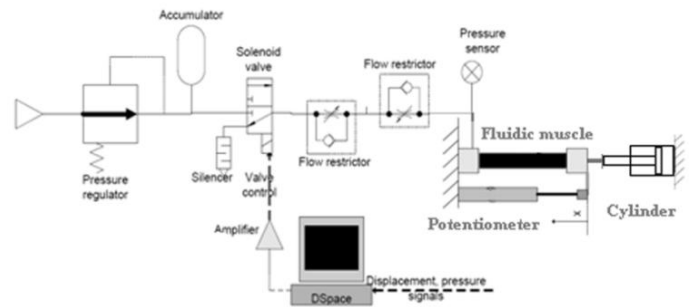 Accumulator
Solenoid
valve
Pressure
sensor
Flow restrictor
Fluidic muscle
Flow restrictor
Pressure
regulator
Silencer
Valve
control
Potentiometer
x
Cylinder
Amplifier
Displacement, pressure
signals
DSpace